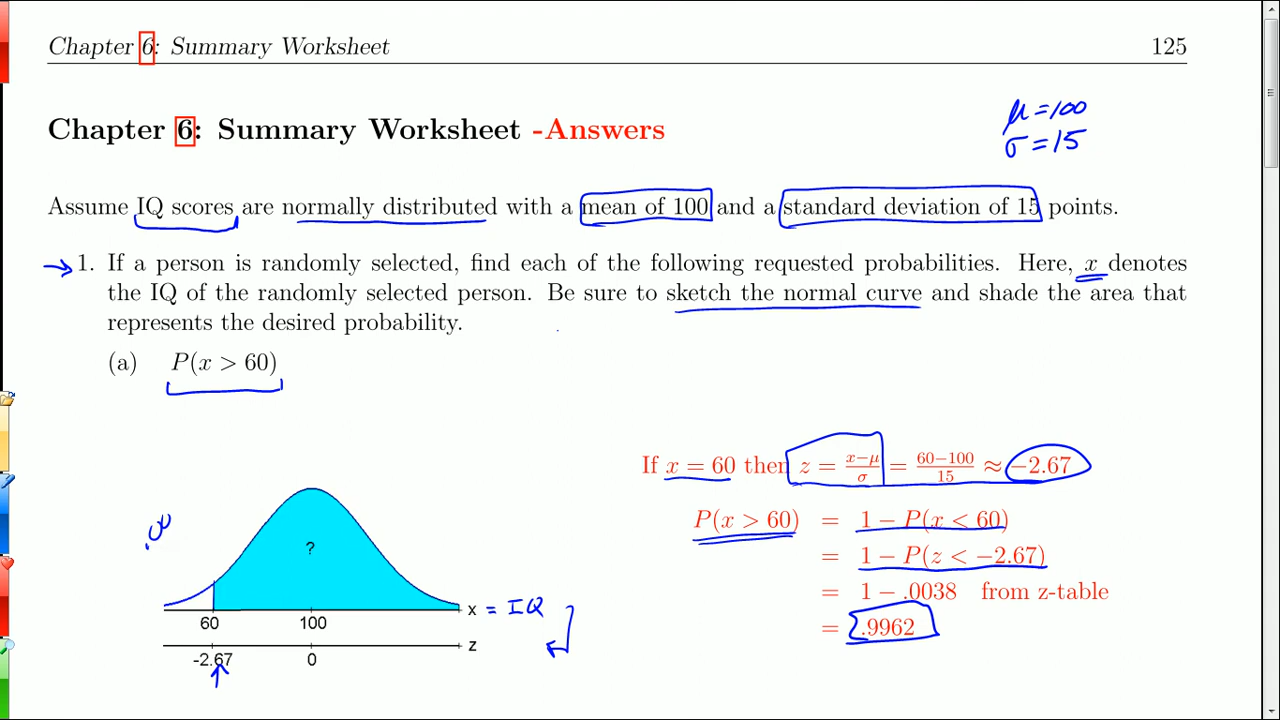 Chapter 6: Summary Worksheet 125
Chapter 6: Summary Worksheet -Answers
μ = 100
σ = 15
Assume IQ scores are normally distributed with a mean of 100 and a standard deviation of 15 points.
1. If a person is randomly selected, find each of the following requested probabilities. Here, x denotes
the IQ of the randomly selected person. Be sure to sketch the normal curve and shade the area that
represents the desired probability.
(a) P(x > 60)
If x = 60 then z = x−μ/σ = 60−100/15 ≈ −2.67
P(x > 60) = 1 − P(x < 60)
= 1 − P(z < −2.67)
= 1 − .0038 from z-table
= .9962
.00
?
x = IQ
60 100
z
-2.67 0